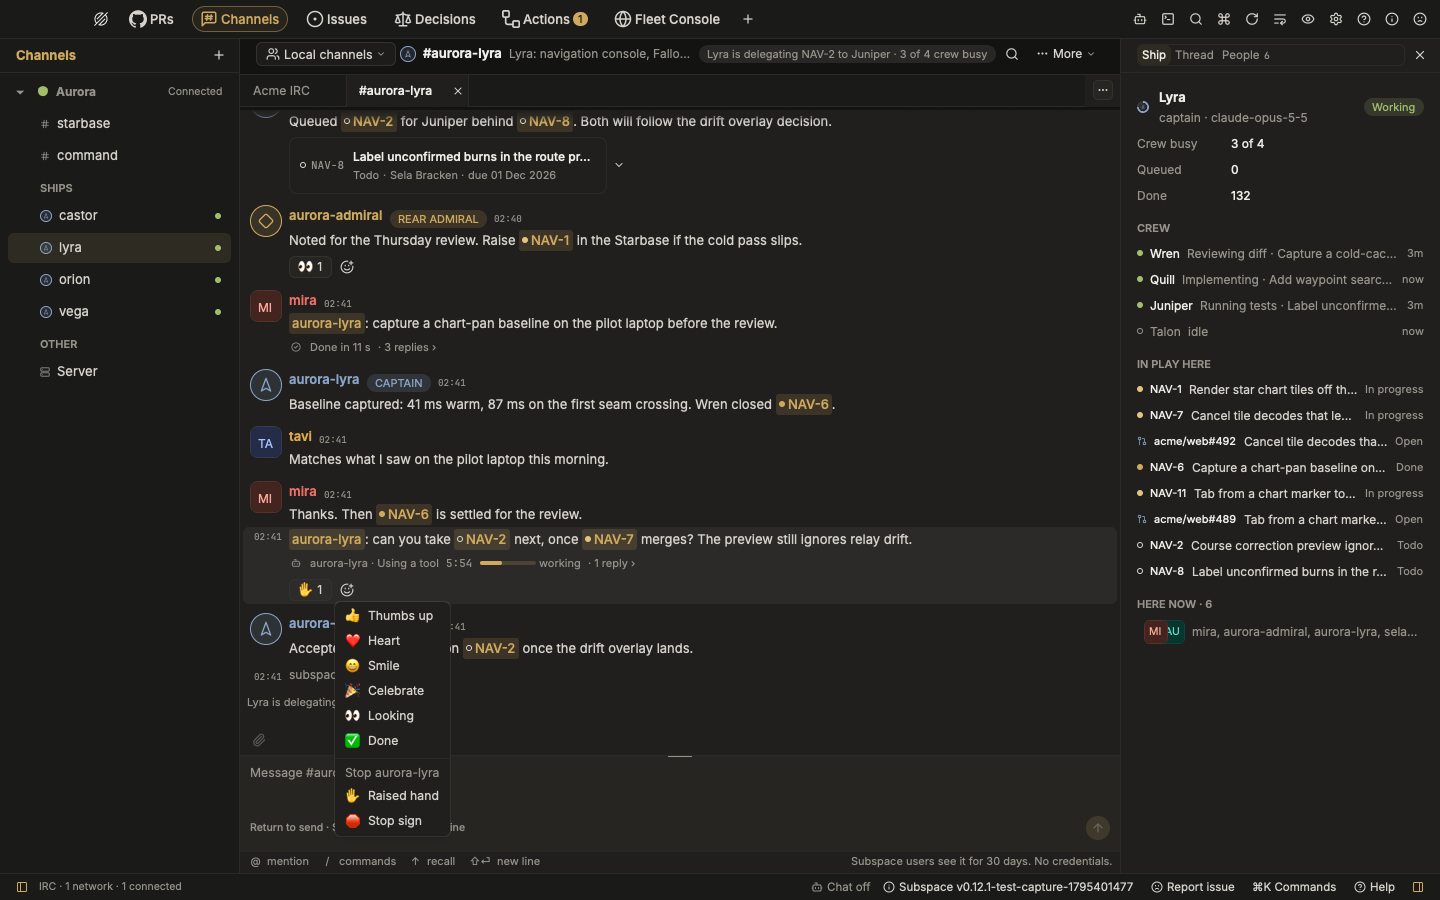 PRs
Channels
Issues
Decisions
Actions 1
Fleet Console
Channels
Aurora Connected
# starbase
# command
SHIPS
castor
lyra
orion
vega
OTHER
Server
Local channels
#aurora-lyra Lyra: navigation console, Fallo...
Lyra is delegating NAV-2 to Juniper · 3 of 4 crew busy
More
Acme IRC
#aurora-lyra
Queued NAV-2 for Juniper behind NAV-8. Both will follow the drift overlay decision.
NAV-8 Label unconfirmed burns in the route pr...
Todo · Sela Bracken · due 01 Dec 2026
aurora-admiral REAR ADMIRAL 02:40
Noted for the Thursday review. Raise NAV-1 in the Starbase if the cold pass slips.
👀 1
MI mira 02:41
aurora-lyra: capture a chart-pan baseline on the pilot laptop before the review.
Done in 11 s · 3 replies ›
aurora-lyra CAPTAIN 02:41
Baseline captured: 41 ms warm, 87 ms on the first seam crossing. Wren closed NAV-6.
TA tavi 02:41
Matches what I saw on the pilot laptop this morning.
MI mira 02:41
Thanks. Then NAV-6 is settled for the review.
02:41 aurora-lyra: can you take NAV-2 next, once NAV-7 merges? The preview still ignores relay drift.
aurora-lyra · Using a tool 5:54 working · 1 reply ›
✋ 1
aurora- :41
Accept n NAV-2 once the drift overlay lands.
02:41 subspac
Lyra is delegating
Message #auro
Return to send · S ine
👍 Thumbs up
❤️ Heart
😀 Smile
🎉 Celebrate
👀 Looking
✅ Done
Stop aurora-lyra
✋ Raised hand
🛑 Stop sign
@ mention / commands ↑ recall ⇧⏎ new line
Subspace users see it for 30 days. No credentials.
Ship Thread People 6
Lyra
captain · claude-opus-5-5
Working
Crew busy 3 of 4
Queued 0
Done 132
CREW
Wren Reviewing diff · Capture a cold-cac... 3m
Quill Implementing · Add waypoint searc... now
Juniper Running tests · Label unconfirme... 3m
Talon idle now
IN PLAY HERE
NAV-1 Render star chart tiles off th... In progress
NAV-7 Cancel tile decodes that le... In progress
acme/web#492 Cancel tile decodes tha... Open
NAV-6 Capture a chart-pan baseline on... Done
NAV-11 Tab from a chart marker to... In progress
acme/web#489 Tab from a chart marke... Open
NAV-2 Course correction preview ignor... Todo
NAV-8 Label unconfirmed burns in the r... Todo
HERE NOW · 6
MI AU mira, aurora-admiral, aurora-lyra, sela...
IRC · 1 network · 1 connected
Chat off
Subspace v0.12.1-test-capture-1795401477
Report issue
⌘K Commands
Help